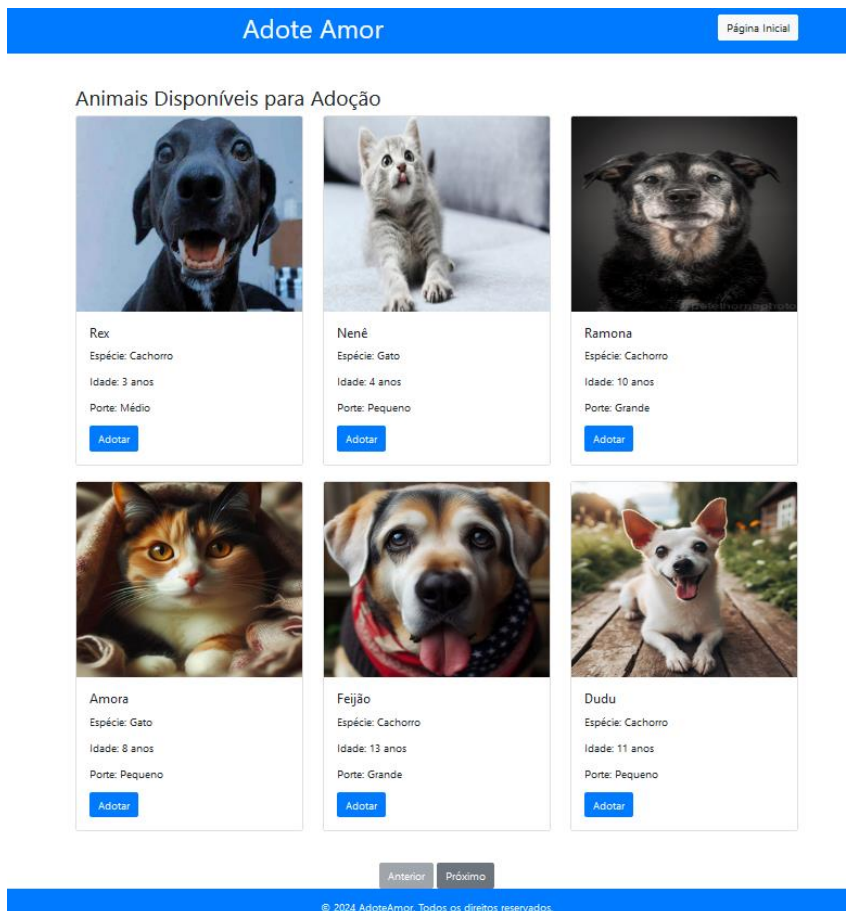 Adote Amor
Página Inicial
Animais Disponíveis para Adoção
Rex
Espécie: Cachorro
Idade: 3 anos
Porte: Médio
Adotar
Nenê
Espécie: Gato
Idade: 4 anos
Porte: Pequeno
Adotar
Ramona
Espécie: Cachorro
Idade: 10 anos
Porte: Grande
Adotar
Amora
Espécie: Gato
Idade: 8 anos
Porte: Pequeno
Adotar
Feijão
Espécie: Cachorro
Idade: 13 anos
Porte: Grande
Adotar
Dudu
Espécie: Cachorro
Idade: 11 anos
Porte: Pequeno
Adotar
Anterior
Próximo
© 2024 AdoteAmor. Todos os direitos reservados.